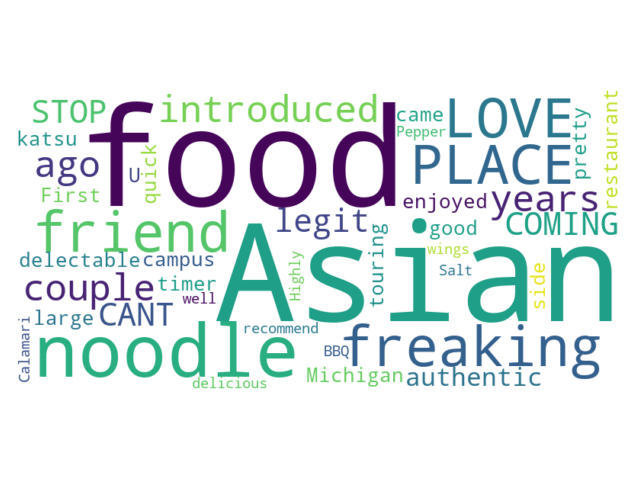 food
Asian
STOP
introduced
came
Pepper
LOVE
pretty
restaurant
katsu
ago
First
U
quick
PLACE
enjoyed
years
friend
legit
touring
good
COMING
wings
Salt
side
delectable
campus
couple
timer
well
Highly
large
CANT
Calamari
noodle
recommend
BBQ
freaking
delicious
Michigan
authentic